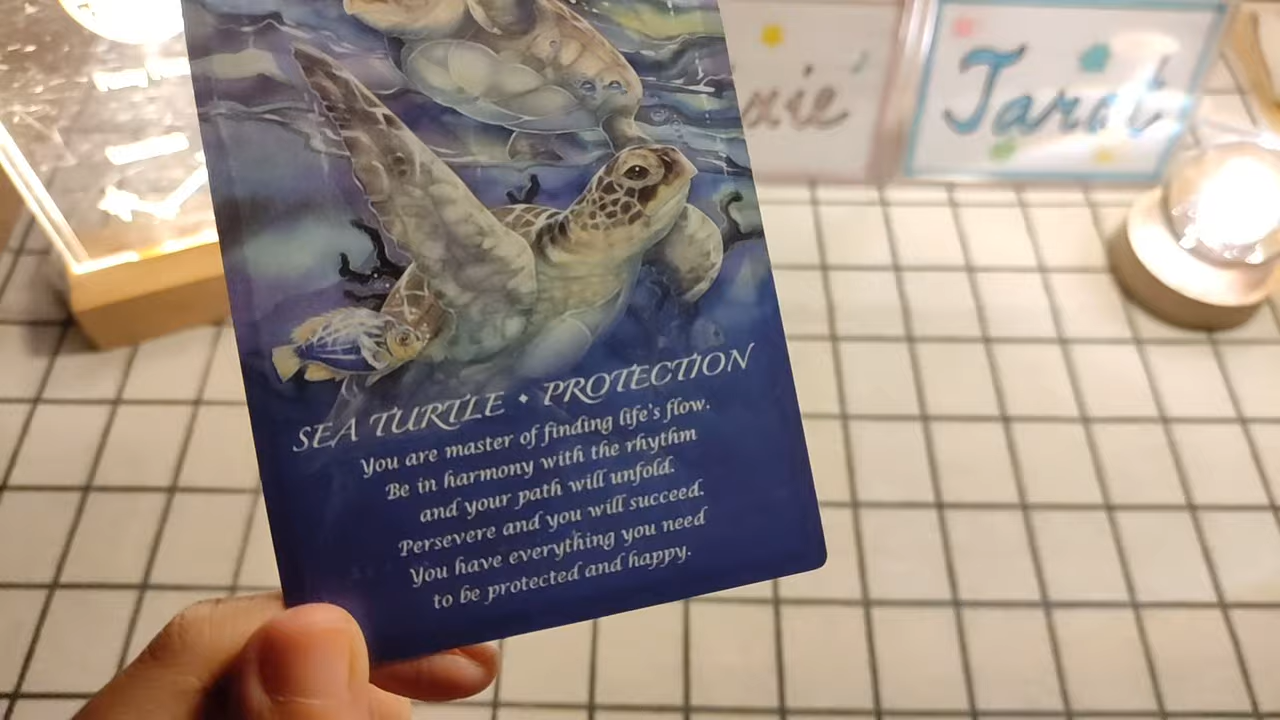 Tarot
SEA TURTLE • PROTECTION
You are master of finding life's flow.
Be in harmony with the rhythm
and your path will unfold.
Persevere and you will succeed.
You have everything you need
to be protected and happy.